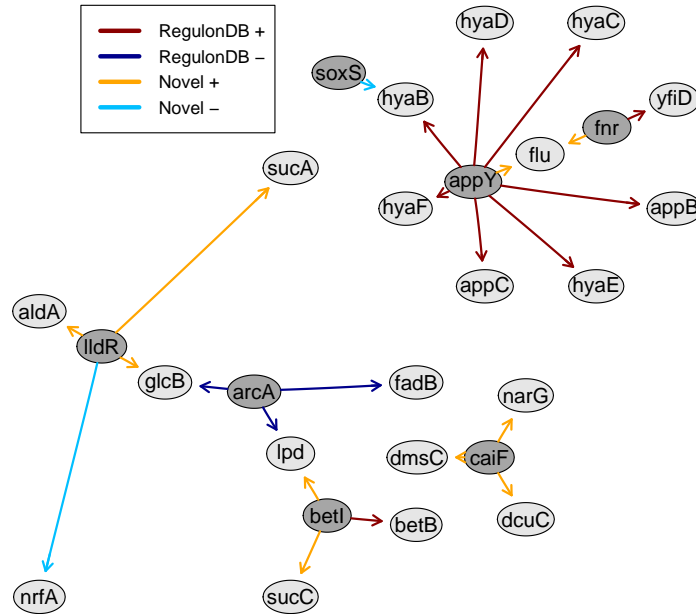 RegulonDB +
RegulonDB −
Novel +
Novel −
hyaD
hyaC
soxS
hyaB
yfiD
fnr
flu
sucA
appY
hyaF
appB
appC
hyaE
aldA
lldR
glcB
arcA
fadB
narG
lpd
dmsC
caiF
betI
betB
dcuC
nrfA
sucC